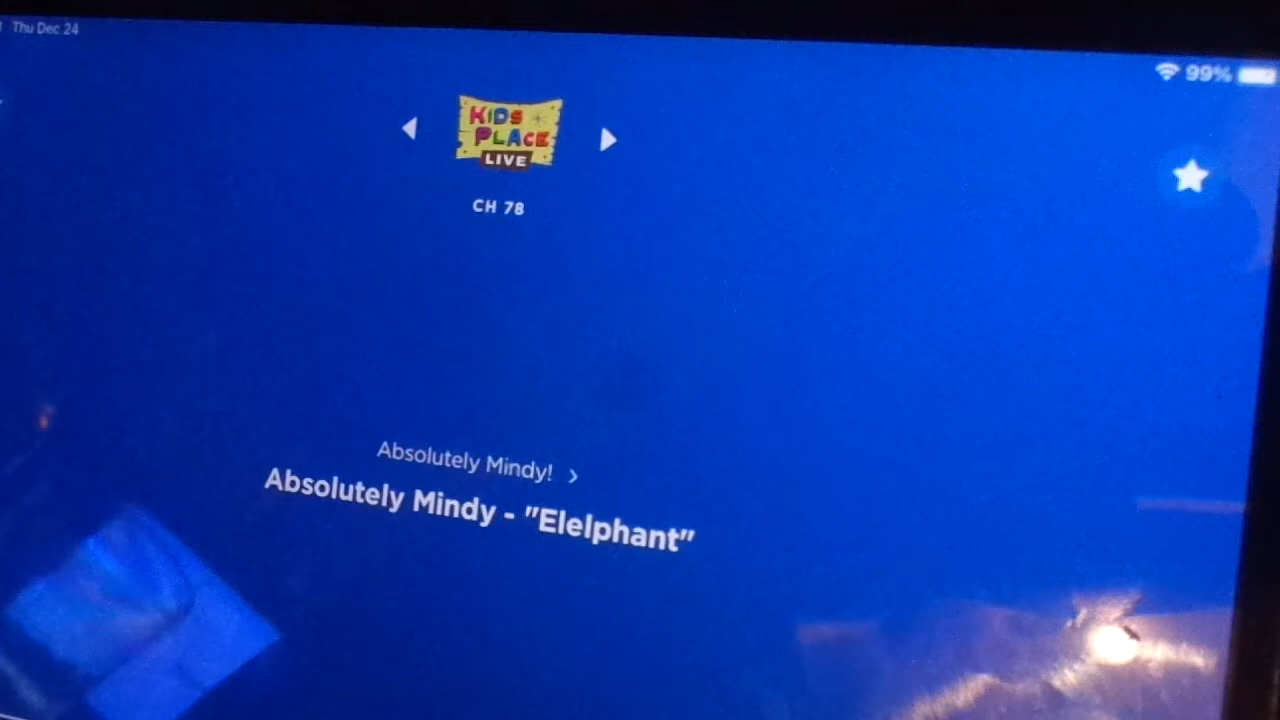 Thu Dec 24
99%
KIDS
PLACE
LIVE
CH 78
Absolutely Mindy!
Absolutely Mindy - "Elelphant"